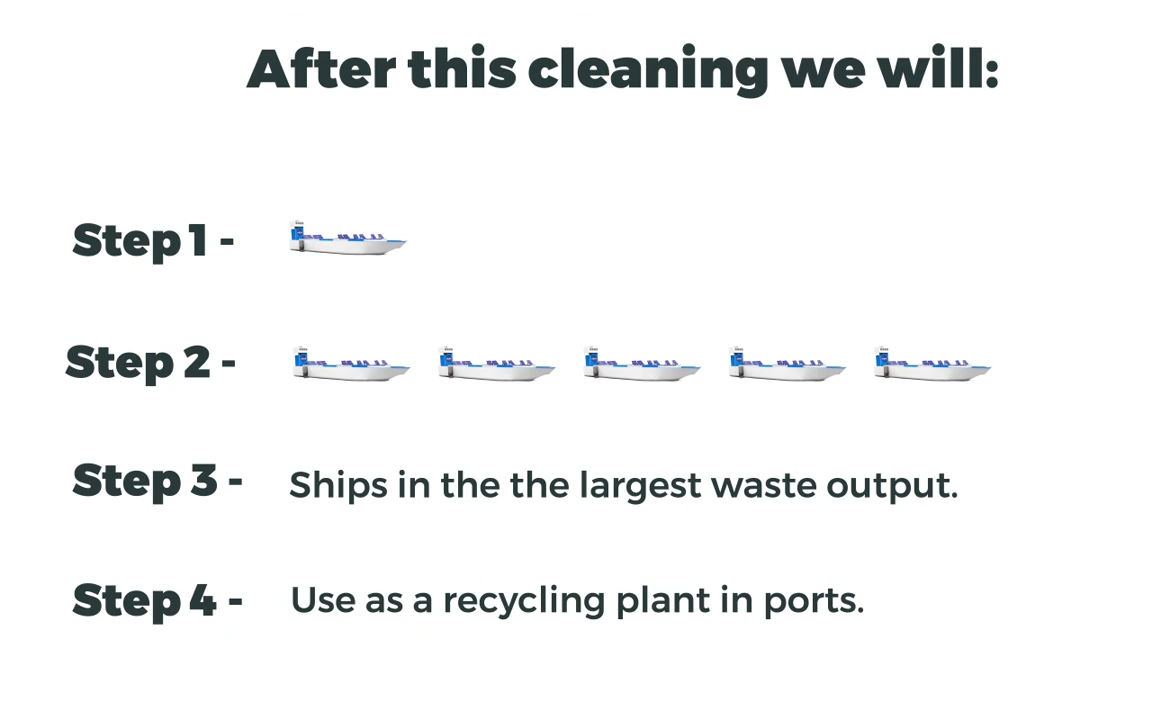 After this cleaning we will:
Step 1 -
Step 2 -
Step 3 - Ships in the the largest waste output.
Step 4 - Use as a recycling plant in ports.